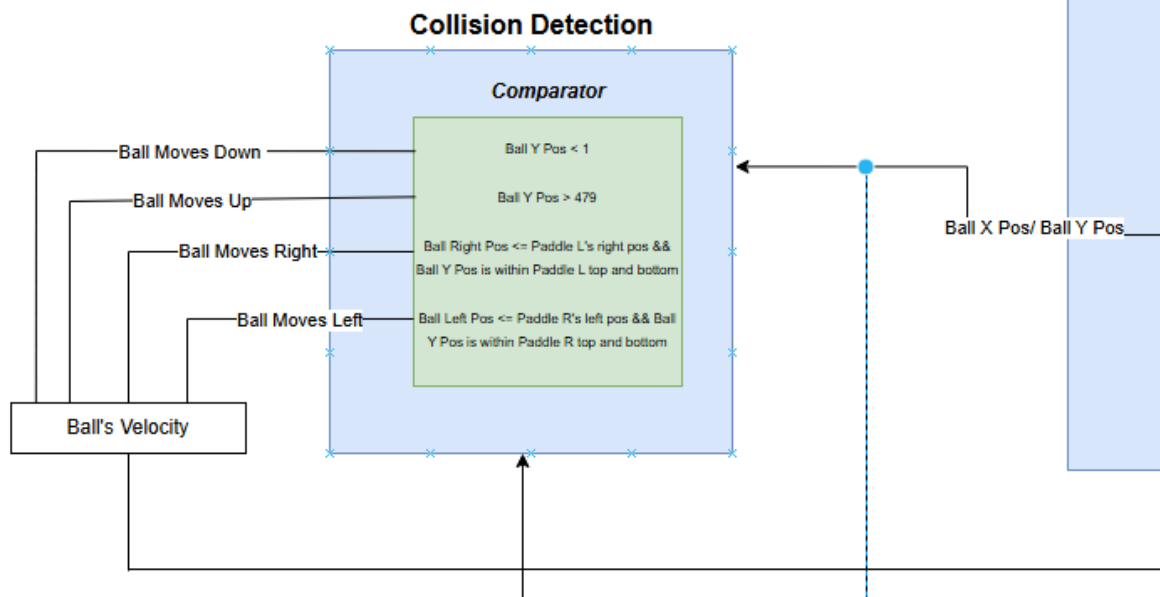 Collision Detection
Comparator
Ball Moves Down
Ball Y Pos < 1
Ball Moves Up
Ball Y Pos > 479
Ball X Pos/ Ball Y Pos
Ball Moves Right
Ball Right Pos <= Paddle L's right pos &&
Ball Y Pos is within Paddle L top and bottom
Ball Moves Left
Ball Left Pos <= Paddle R's left pos && Ball
Y Pos is within Paddle R top and bottom
Ball's Velocity